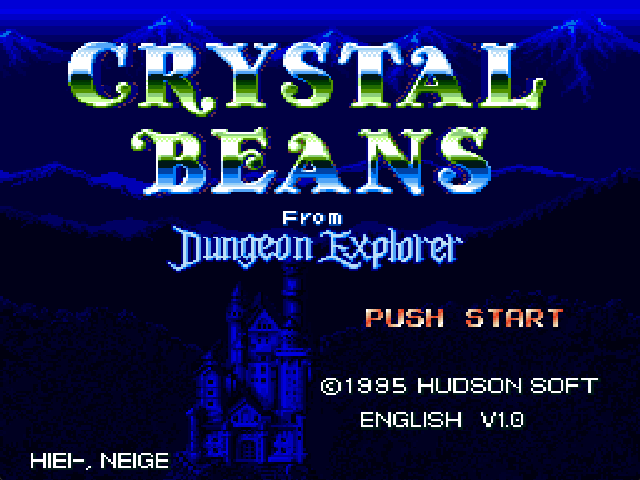 CRYSTAL
BEANS
From
Dungeon Explorer
PUSH START
©1995 HUDSON SOFT
ENGLISH V1.0
HIEI-, NEIGE